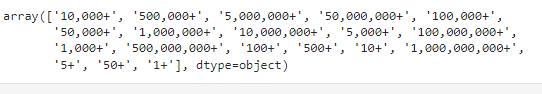 array(['10,000+', '500,000+', '5,000,000+', '50,000,000+', '100,000+',
'50,000+', '1,000,000+', '10,000,000+', '5,000+', '100,000,000+',
'1,000+', '500,000,000+', '100+', '500+', '10+', '1,000,000,000+',
'5+', '50+', '1+'], dtype=object)